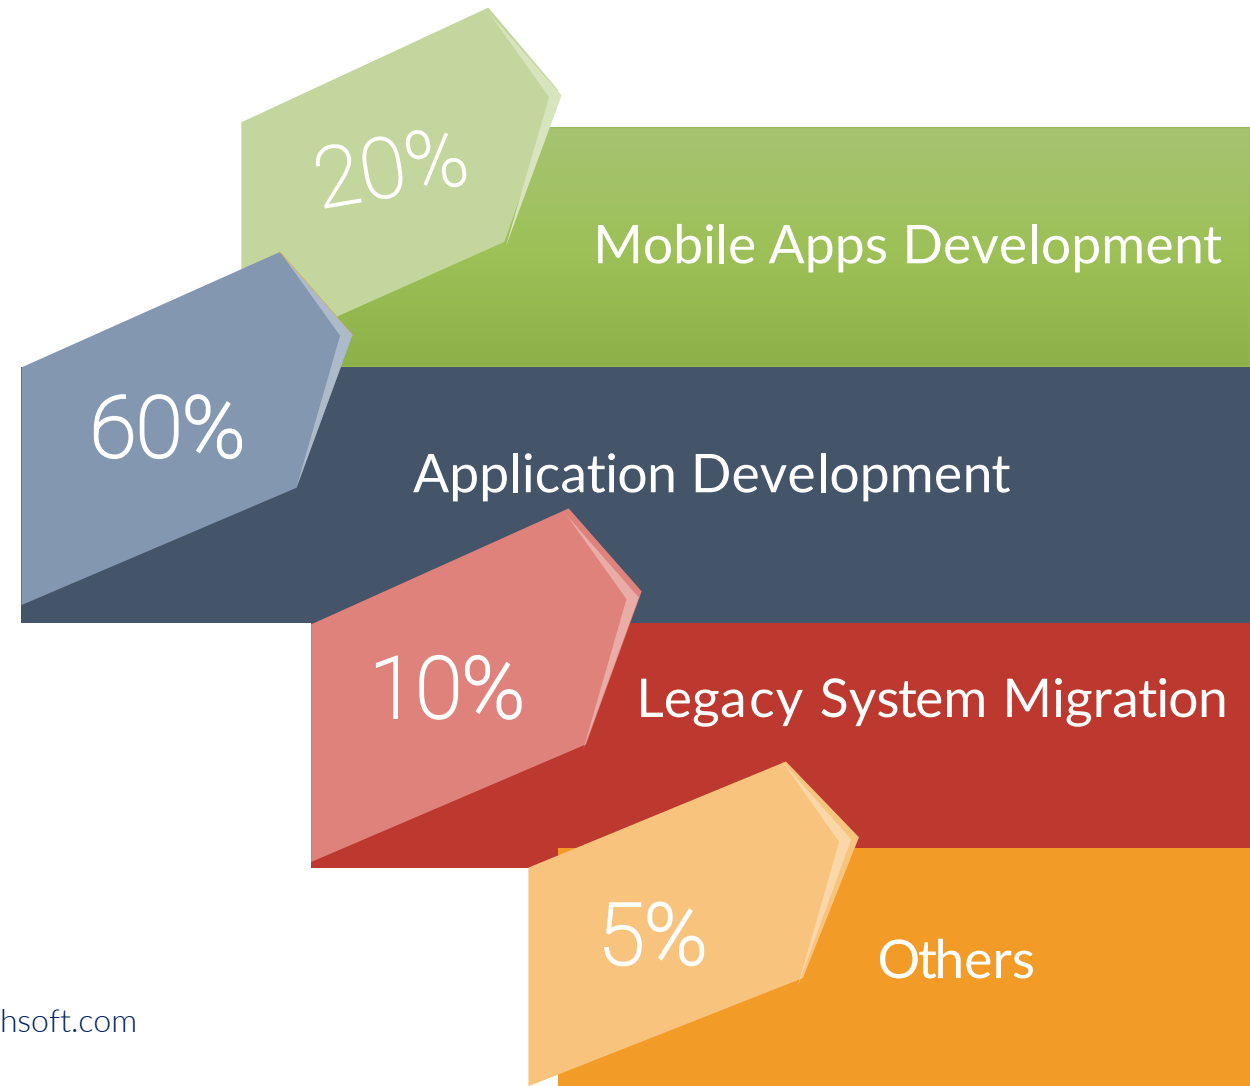 20%
Mobile Apps Development
60%
Application Development
10%
Legacy System Migration
5%
Others
hsoft.com